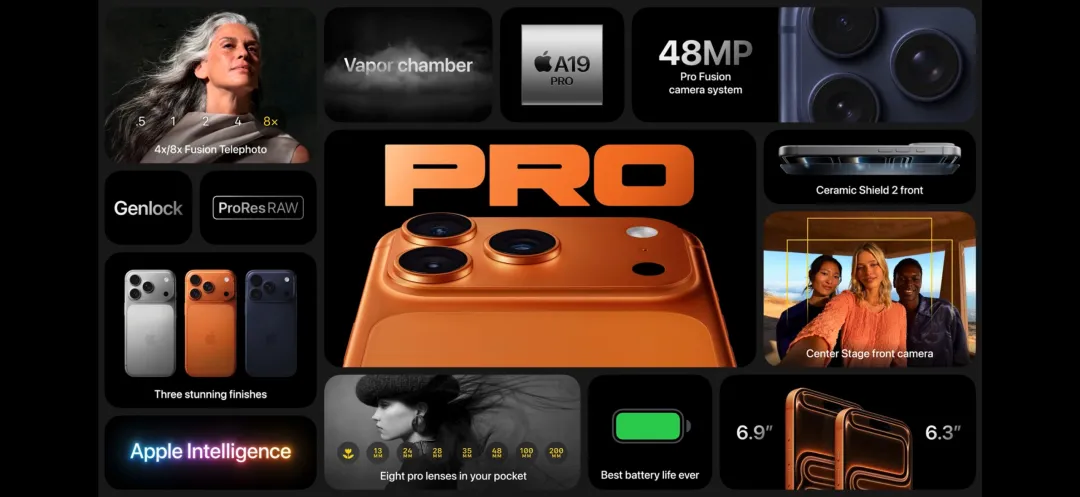 .5 1 2 4 8×
4x/8x Fusion Telephoto
Vapor chamber
A19
PRO
48MP
Pro Fusion
camera system
Genlock
ProRes RAW
PRO
Ceramic Shield 2 front
Center Stage front camera
Three stunning finishes
Apple Intelligence
13 MM 24 MM 28 MM 35 MM 48 MM 100 MM 200 MM
Eight pro lenses in your pocket
Best battery life ever
6.9″
6.3″